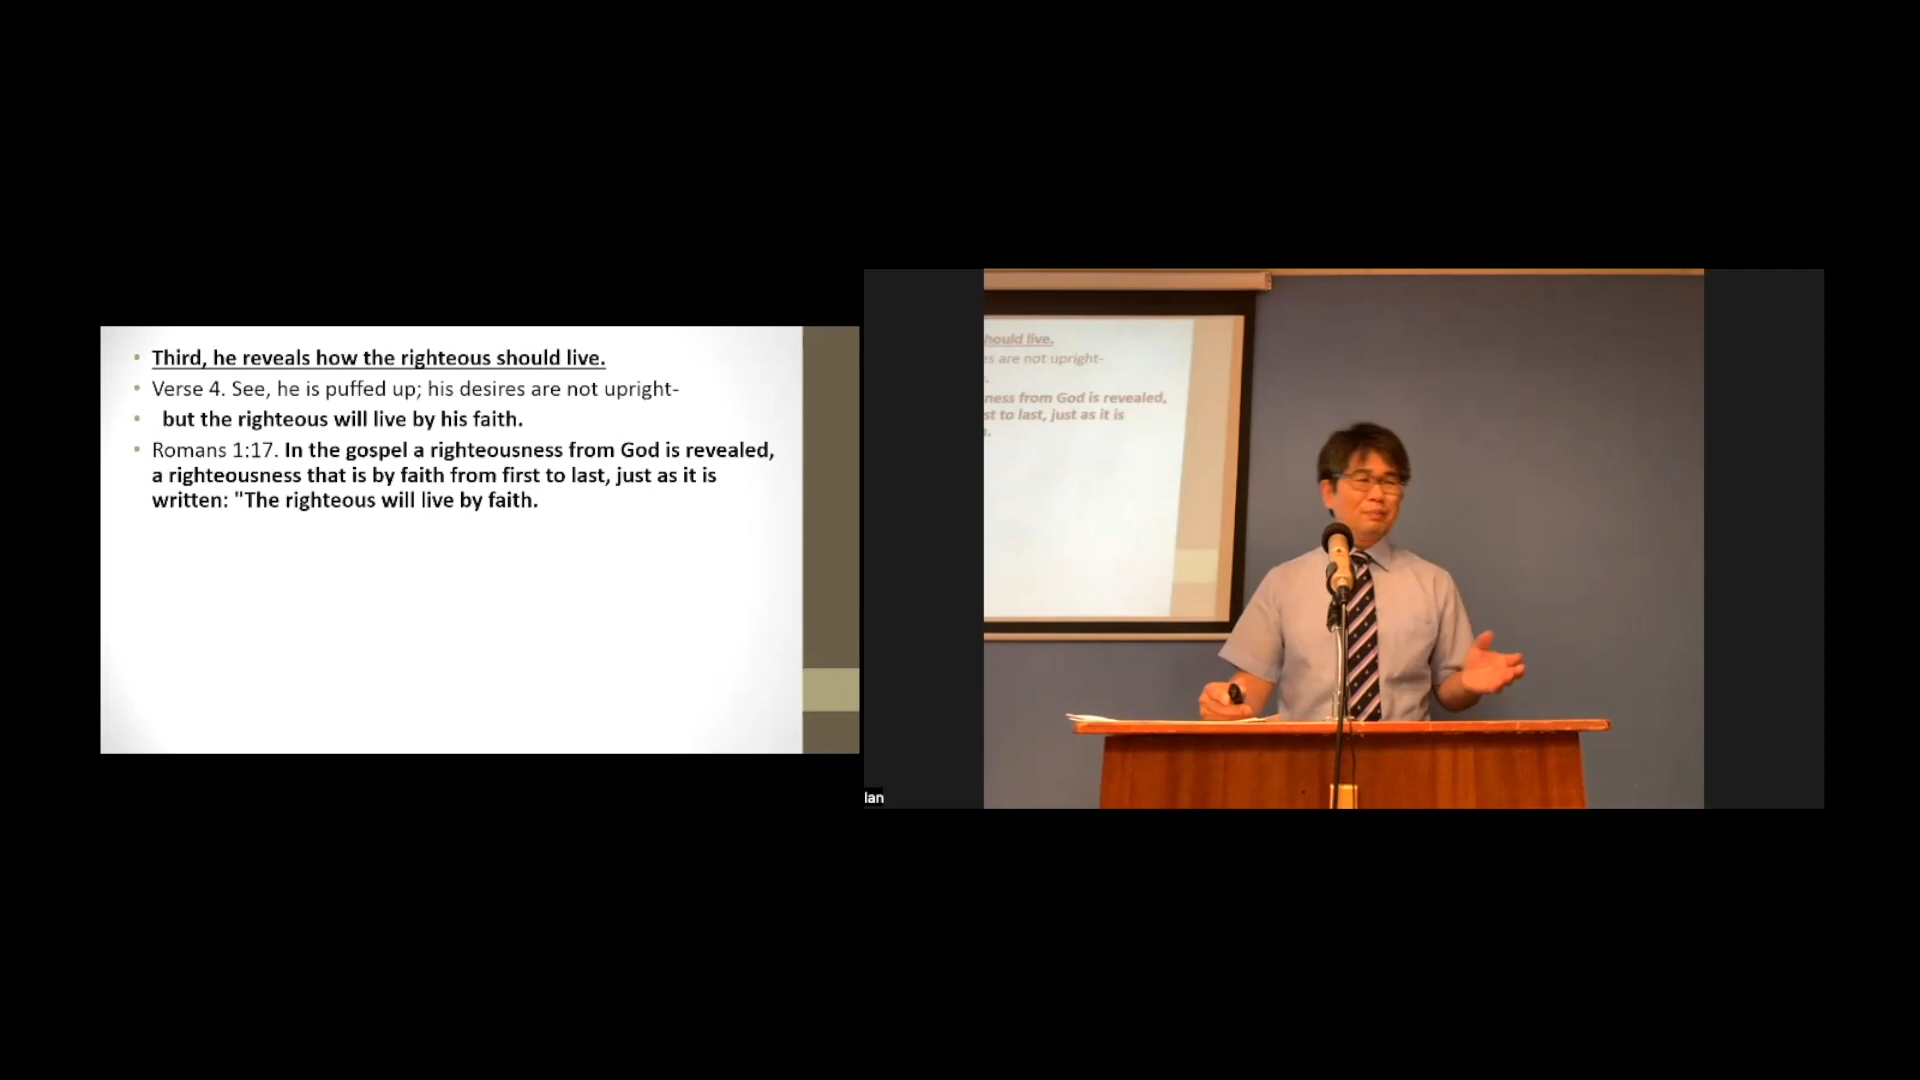 Third, he reveals how the righteous should live.
Verse 4. See, he is puffed up; his desires are not upright-
but the righteous will live by his faith.
Romans 1:17. In the gospel a righteousness from God is revealed,
a righteousness that is by faith from first to last, just as it is
written: "The righteous will live by faith.
hould live.
es are not upright-
ness from God is revealed,
st to last, just as it is
lan